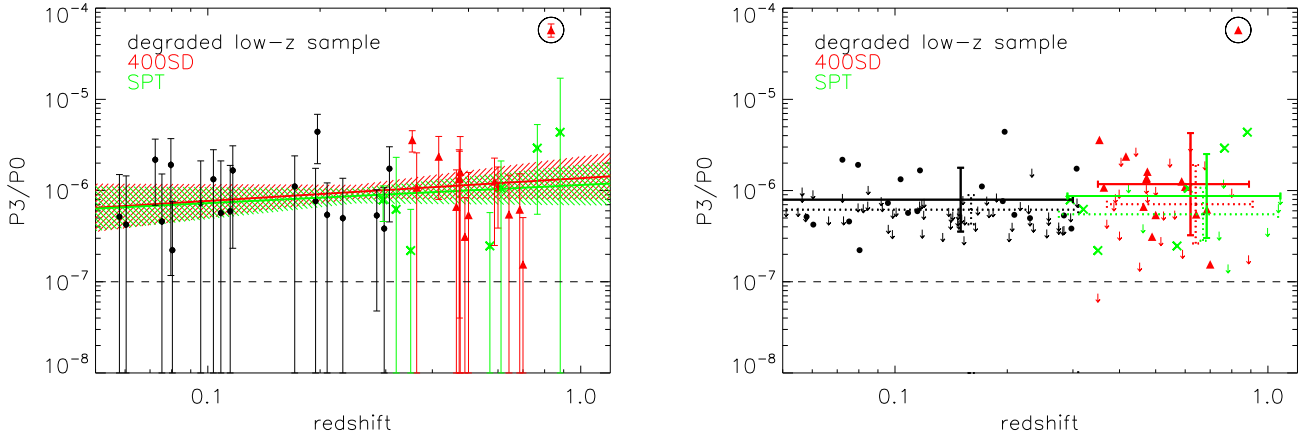 10⁻⁴
degraded low-z sample
400SD
SPT
10⁻⁵
P3/P0
10⁻⁶
10⁻⁷
10⁻⁸
0.1
1.0
redshift
10⁻⁴
degraded low-z sample
400SD
SPT
10⁻⁵
P3/P0
10⁻⁶
10⁻⁷
10⁻⁸
0.1
1.0
redshift